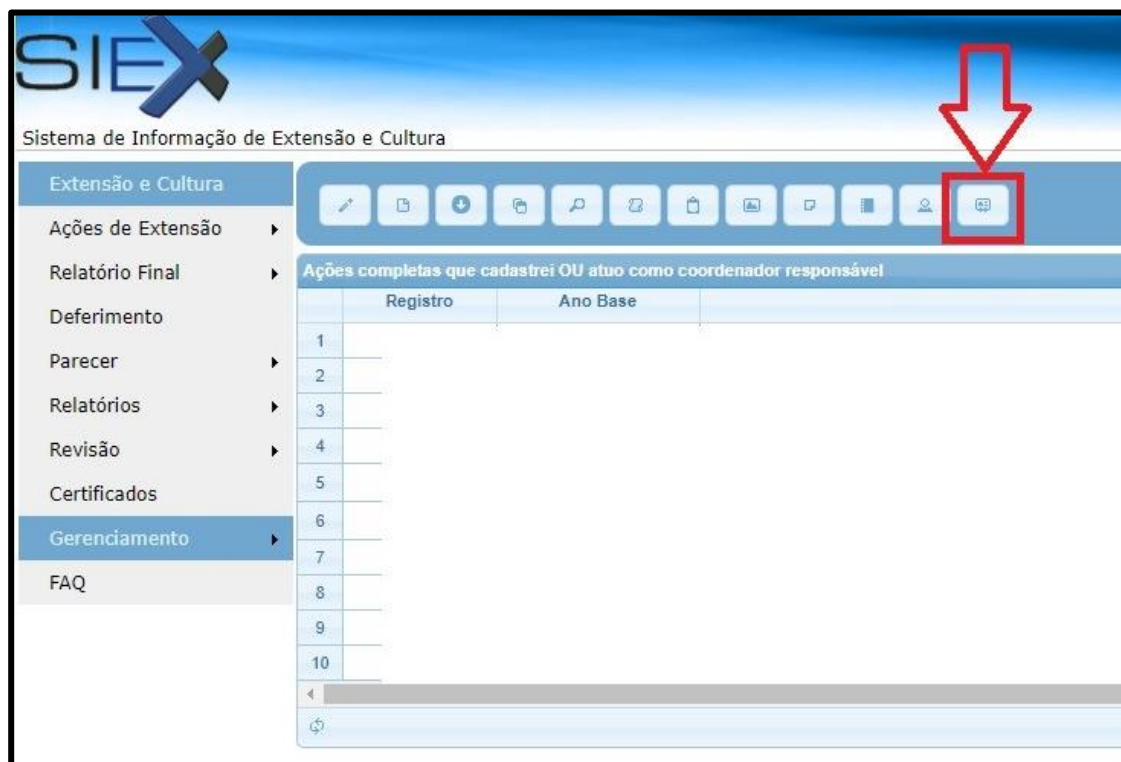 SIEX
Sistema de Informação de Extensão e Cultura
Extensão e Cultura
Ações de Extensão
Relatório Final
Deferimento
Parecer
Relatórios
Revisão
Certificados
Gerenciamento
FAQ
Ações completas que cadastrei OU atuo como coordenador responsável
Registro Ano Base
1
2
3
4
5
6
7
8
9
10